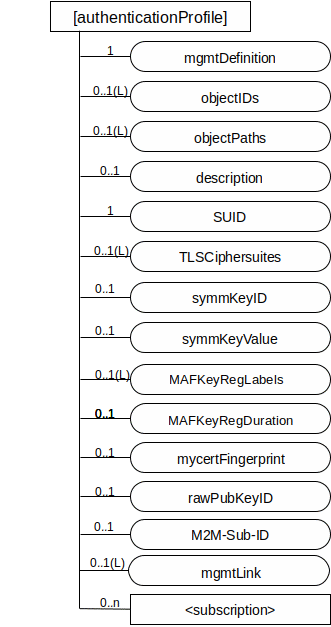 [authenticationProfile]
1 mgmtDefinition
0..1(L) objectIDs
0..1(L) objectPaths
0..1 description
1 SUID
0..1(L) TLSCiphersuites
0..1 symmKeyID
0..1 symmKeyValue
0..1(L) MAFKeyRegLabels
0..1 MAFKeyRegDuration
0..1 mycertFingerprint
0..1 rawPubKeyID
0..1 M2M-Sub-ID
0..1(L) mgmtLink
0..n <subscription>